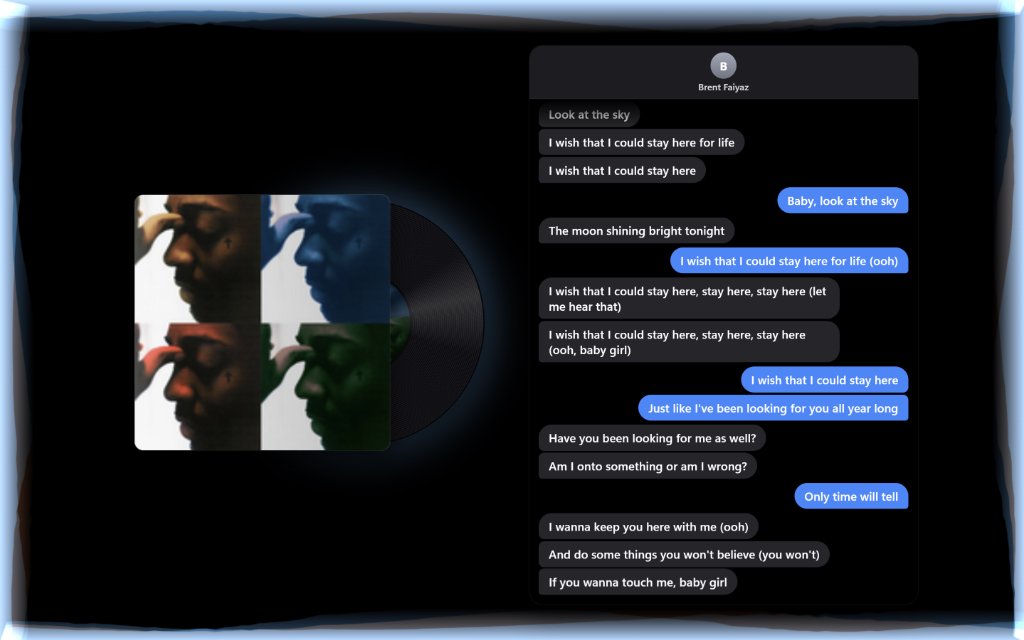 B
Brent Faiyaz
Look at the sky
I wish that I could stay here for life
I wish that I could stay here
Baby, look at the sky
The moon shining bright tonight
I wish that I could stay here for life (ooh)
I wish that I could stay here, stay here, stay here (let
me hear that)
I wish that I could stay here, stay here, stay here
(ooh, baby girl)
I wish that I could stay here
Just like I've been looking for you all year long
Have you been looking for me as well?
Am I onto something or am I wrong?
Only time will tell
I wanna keep you here with me (ooh)
And do some things you won't believe (you won't)
If you wanna touch me, baby girl